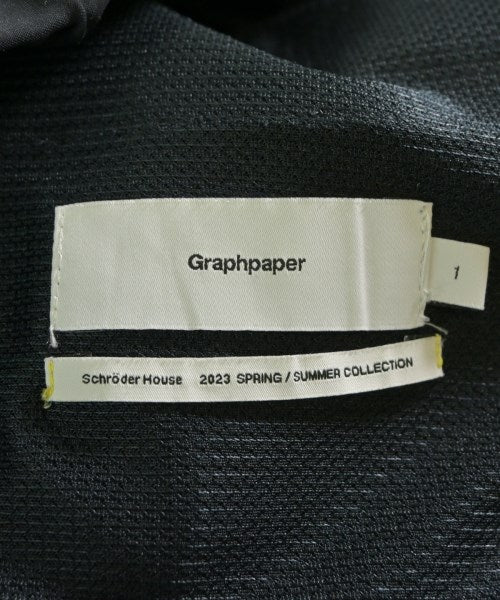 Graphpaper
1
Schröder House 2023 SPRING / SUMMER COLLECTION